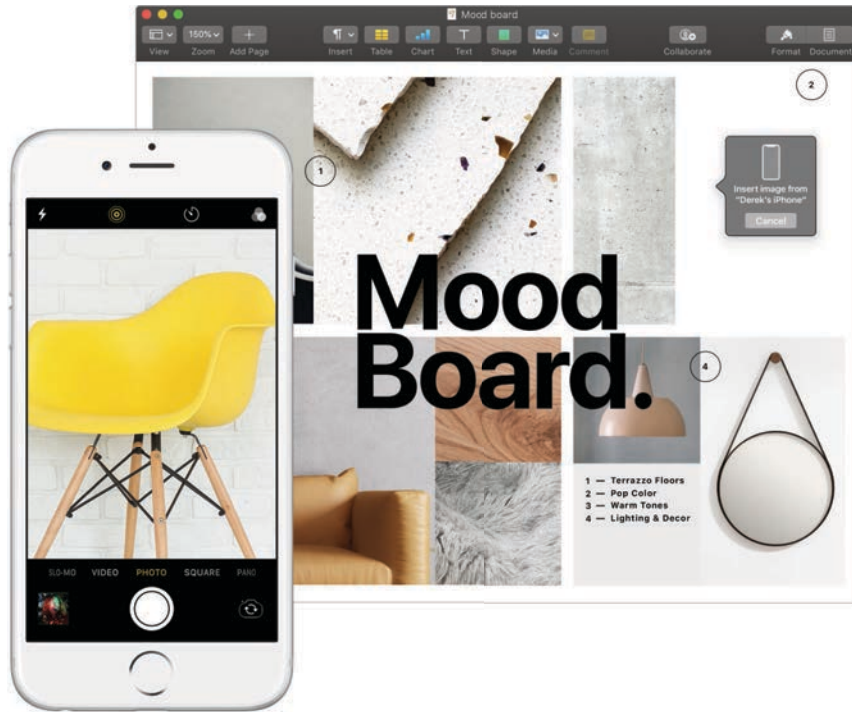 Mood board
150%
View
Zoom
Add Page
Insert
Table
Chart
Text
Shape
Media
Comment
Collaborate
Format
Document
2
1
Insert image from
"Derek's iPhone"
Cancel
Mood
Board.
4
1 — Terrazzo Floors
2 — Pop Color
3 — Warm Tones
4 — Lighting & Decor
SLO-MO
VIDEO
PHOTO
SQUARE
PANO